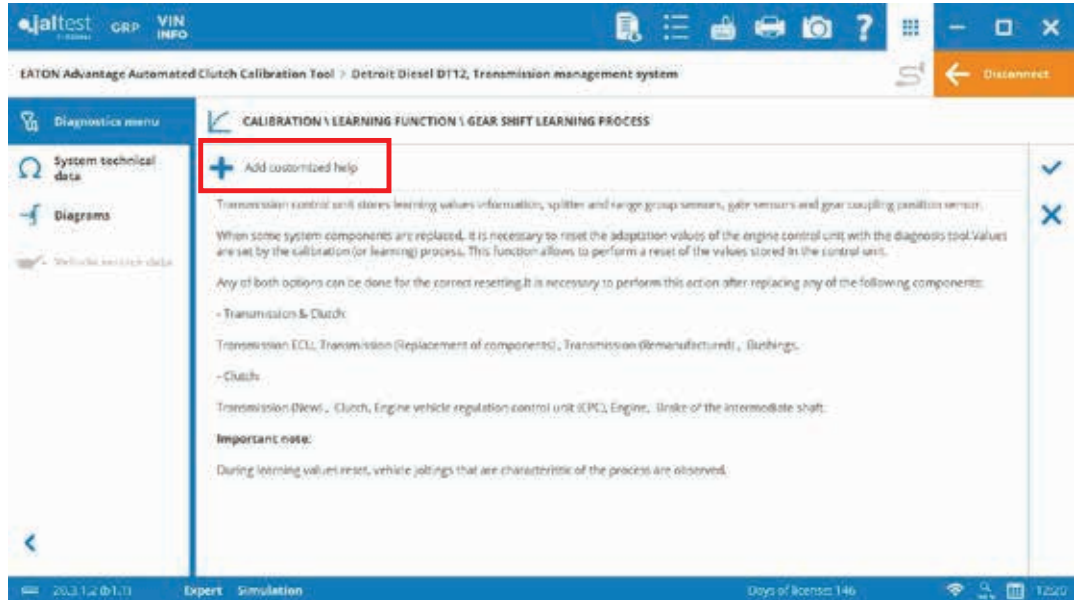 jaltest GRP VIN INFO
?
EATON Advantage Automated Clutch Calibration Tool > Detroit Diesel DT12, Transmission management system
Disconnect
Diagnostics menu
CALIBRATION \ LEARNING FUNCTION \ GEAR SHIFT LEARNING PROCESS
System technical data
Add customized help
Diagrams
Transmission control unit stores learning values information, splitter and range group sensors, gate sensors and gear coupling position sensor.
When some system components are replaced, it is necessary to reset the adaptation values of the engine control unit with the diagnosis tool.Values
are set by the calibration (or learning) process. This function allows to perform a reset of the values stored in the control unit.
Vehicle service data
Any of both options can be done for the correct resetting.It is necessary to perform this action after replacing any of the following components:
- Transmission & Clutch:
Transmission ECU, Transmission (Replacement of components), Transmission (Remanufactured) , Bushings.
- Clutch:
Transmission (New) , Clutch, Engine vehicle regulation control unit (CPC), Engine, Brake of the intermediate shaft.
Important note:
During learning values reset, vehicle joltings that are characteristic of the process are observed.
20.3.1.2 (b1.1) Expert Simulation Days of license: 146 12:20